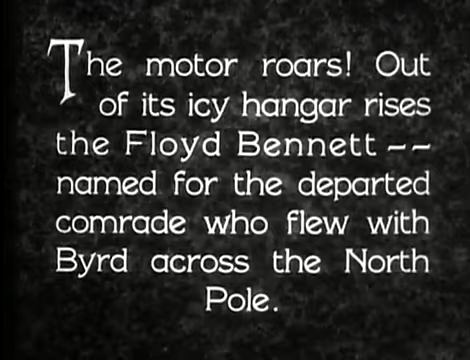 The motor roars! Out
of its icy hangar rises
the Floyd Bennett --
named for the departed
comrade who flew with
Byrd across the North
Pole.